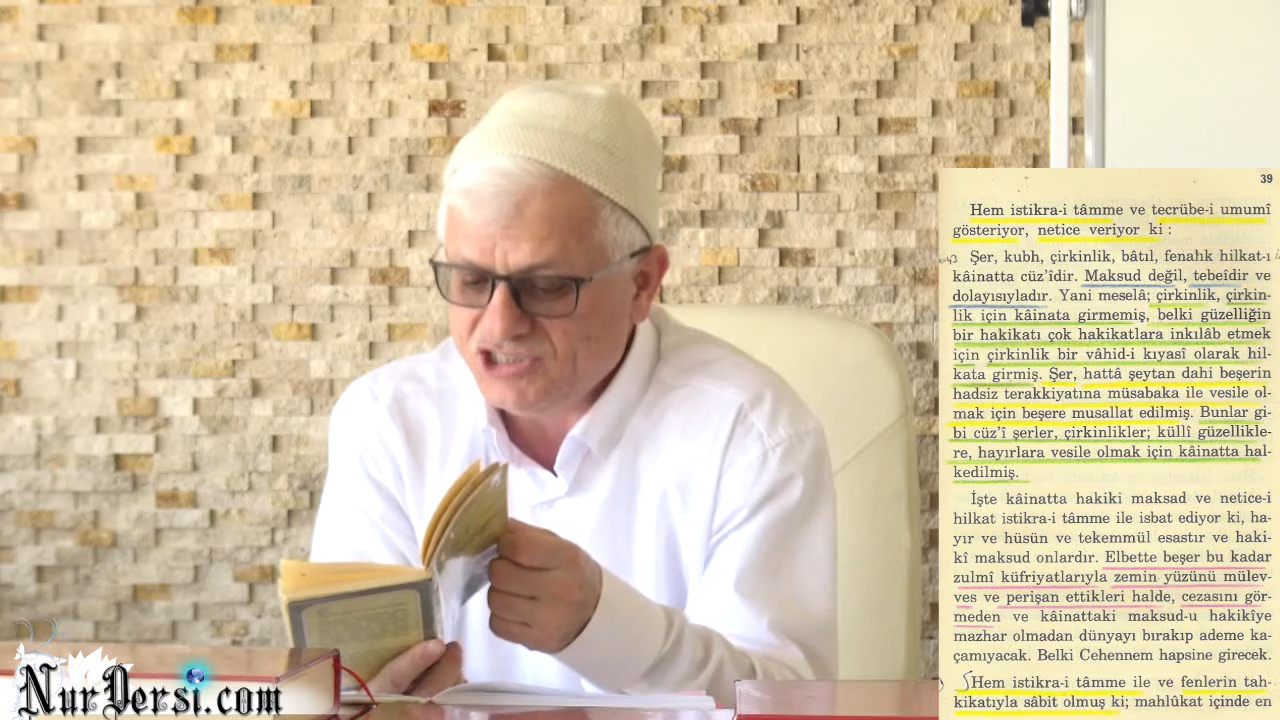 39
Hem istikra-i tâmme ve tecrübe-i umumî
gösteriyor, netice veriyor ki :
Şer, kubh, çirkinlik, bâtıl, fenalık hilkat-ı
kâinatta cüz'îdir. Maksud değil, tebeîdir ve
dolayısıyladır. Yani meselâ; çirkinlik, çirkin-
lik için kâinata girmemiş, belki güzelliğin
bir hakikatı çok hakikatlara inkılâb etmek
için çirkinlik bir vâhid-i kıyasî olarak hil-
kata girmiş. Şer, hattâ şeytan dahi beşerin
hadsiz terakkiyatına müsabaka ile vesile ol-
mak için beşere musallat edilmiş. Bunlar gi-
bi cüz'î şerler, çirkinlikler; küllî güzellikle-
re, hayırlara vesile olmak için kâinatta hal-
kedilmiş.
İşte kâinatta hakiki maksad ve netice-i
hilkat istikra-i tâmme ile isbat ediyor ki, ha-
yır ve hüsün ve tekemmül esastır ve haki-
kî maksud onlardır. Elbette beşer bu kadar
zulmî küfriyatlarıyla zemin yüzünü mülev-
ves ve perişan ettikleri halde, cezasını gör-
meden ve kâinattaki maksud-u hakikîye
mazhar olmadan dünyayı bırakıp ademe ka-
çamıyacak. Belki Cehennem hapsine girecek.
Hem istikra-i tâmme ile ve fenlerin tah-
kikatıyla sâbit olmuş ki; mahlûkat içinde en
NurDersi.com